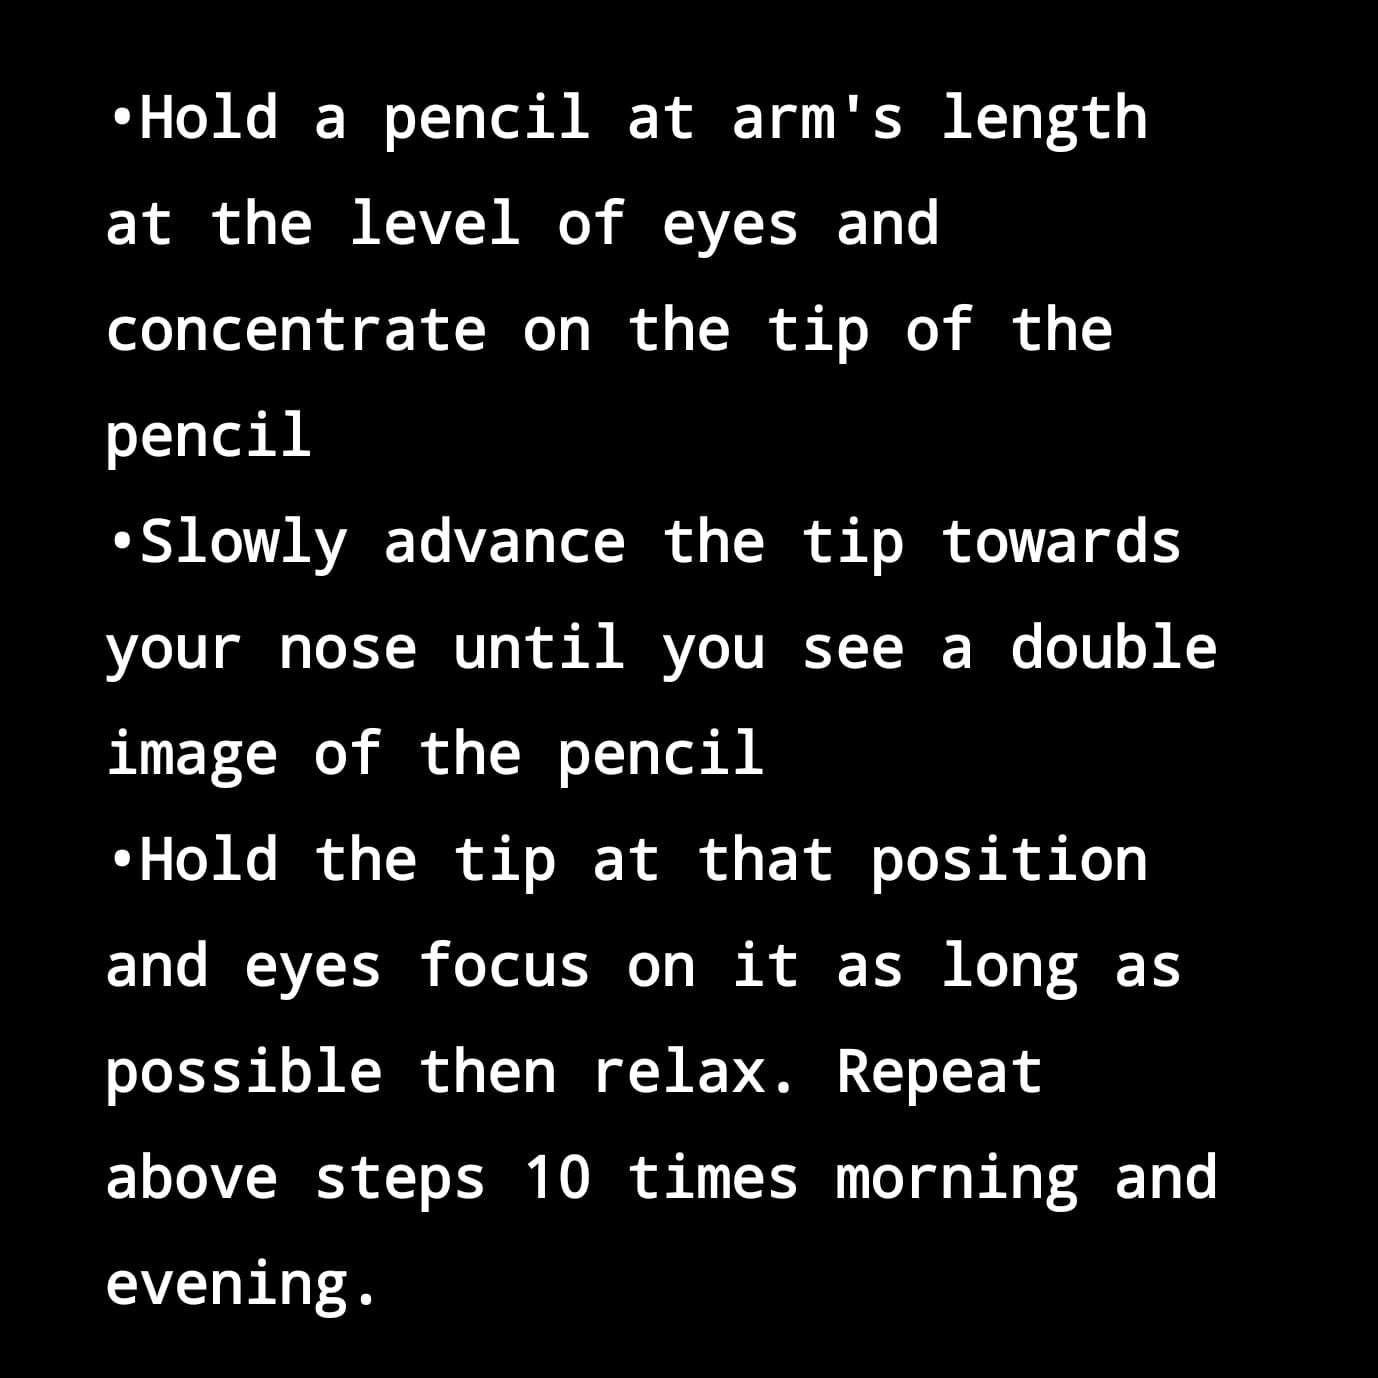 •Hold a pencil at arm's length
at the level of eyes and
concentrate on the tip of the
pencil
•Slowly advance the tip towards
your nose until you see a double
image of the pencil
•Hold the tip at that position
and eyes focus on it as long as
possible then relax. Repeat
above steps 10 times morning and
evening.